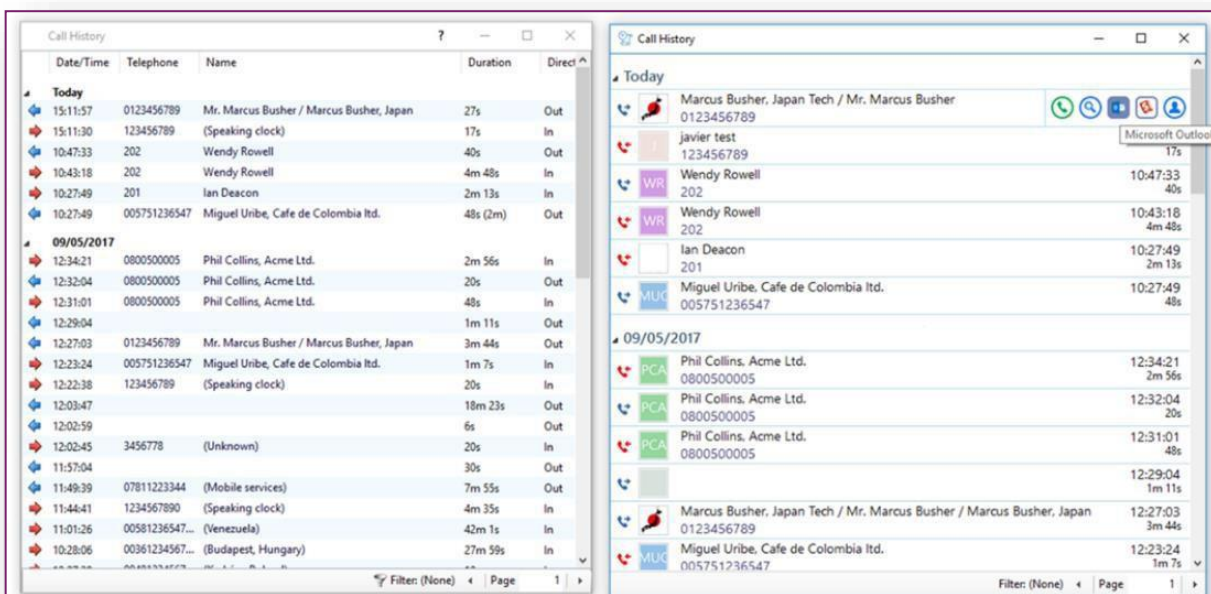 Call History ?
Date/Time Telephone Name Duration Direct
Today
15:11:57 0123456789 Mr. Marcus Busher / Marcus Busher, Japan 27s Out
15:11:30 123456789 (Speaking clock) 17s In
10:47:33 202 Wendy Rowell 40s Out
10:43:18 202 Wendy Rowell 4m 48s In
10:27:49 201 Ian Deacon 2m 13s In
10:27:49 005751236547 Miguel Uribe, Cafe de Colombia ltd. 48s (2m) Out
09/05/2017
12:34:21 0800500005 Phil Collins, Acme Ltd. 2m 56s In
12:32:04 0800500005 Phil Collins, Acme Ltd. 20s Out
12:31:01 0800500005 Phil Collins, Acme Ltd. 48s In
12:29:04 1m 11s Out
12:27:03 0123456789 Mr. Marcus Busher / Marcus Busher, Japan 3m 44s Out
12:23:24 005751236547 Miguel Uribe, Cafe de Colombia ltd. 1m 7s In
12:22:38 123456789 (Speaking clock) 20s In
12:03:47 18m 23s Out
12:02:59 6s Out
12:02:45 3456778 (Unknown) 20s In
11:57:04 30s Out
11:49:39 07811223344 (Mobile services) 7m 55s Out
11:44:41 1234567890 (Speaking clock) 4m 35s In
11:01:26 00581236547... (Venezuela) 42m 1s In
10:28:06 00361234567... (Budapest, Hungary) 27m 59s In
Filter: (None) Page 1
Call History
Today
Marcus Busher, Japan Tech / Mr. Marcus Busher
0123456789
Microsoft Outlook
javier test
123456789 17s
WR Wendy Rowell 10:47:33
202 40s
WR Wendy Rowell 10:43:18
202 4m 48s
Ian Deacon 10:27:49
201 2m 13s
MUC Miguel Uribe, Cafe de Colombia ltd. 10:27:49
005751236547 48s
09/05/2017
PCA Phil Collins, Acme Ltd. 12:34:21
0800500005 2m 56s
PCA Phil Collins, Acme Ltd. 12:32:04
0800500005 20s
PCA Phil Collins, Acme Ltd. 12:31:01
0800500005 48s
12:29:04
1m 11s
Marcus Busher, Japan Tech / Mr. Marcus Busher / Marcus Busher, Japan 12:27:03
0123456789 3m 44s
MUC Miguel Uribe, Cafe de Colombia ltd. 12:23:24
005751236547 1m 7s
Filter: (None) Page 1